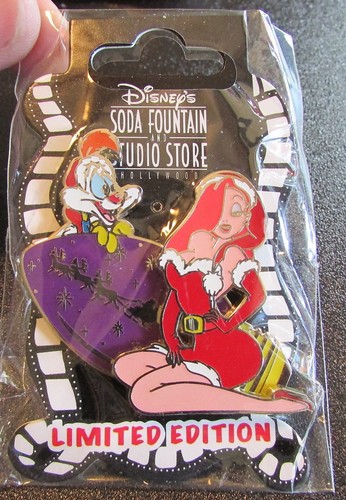 Disney's
SODA FOUNTAIN
AND
STUDIO STORE
HOLLYWOOD
LIMITED EDITION